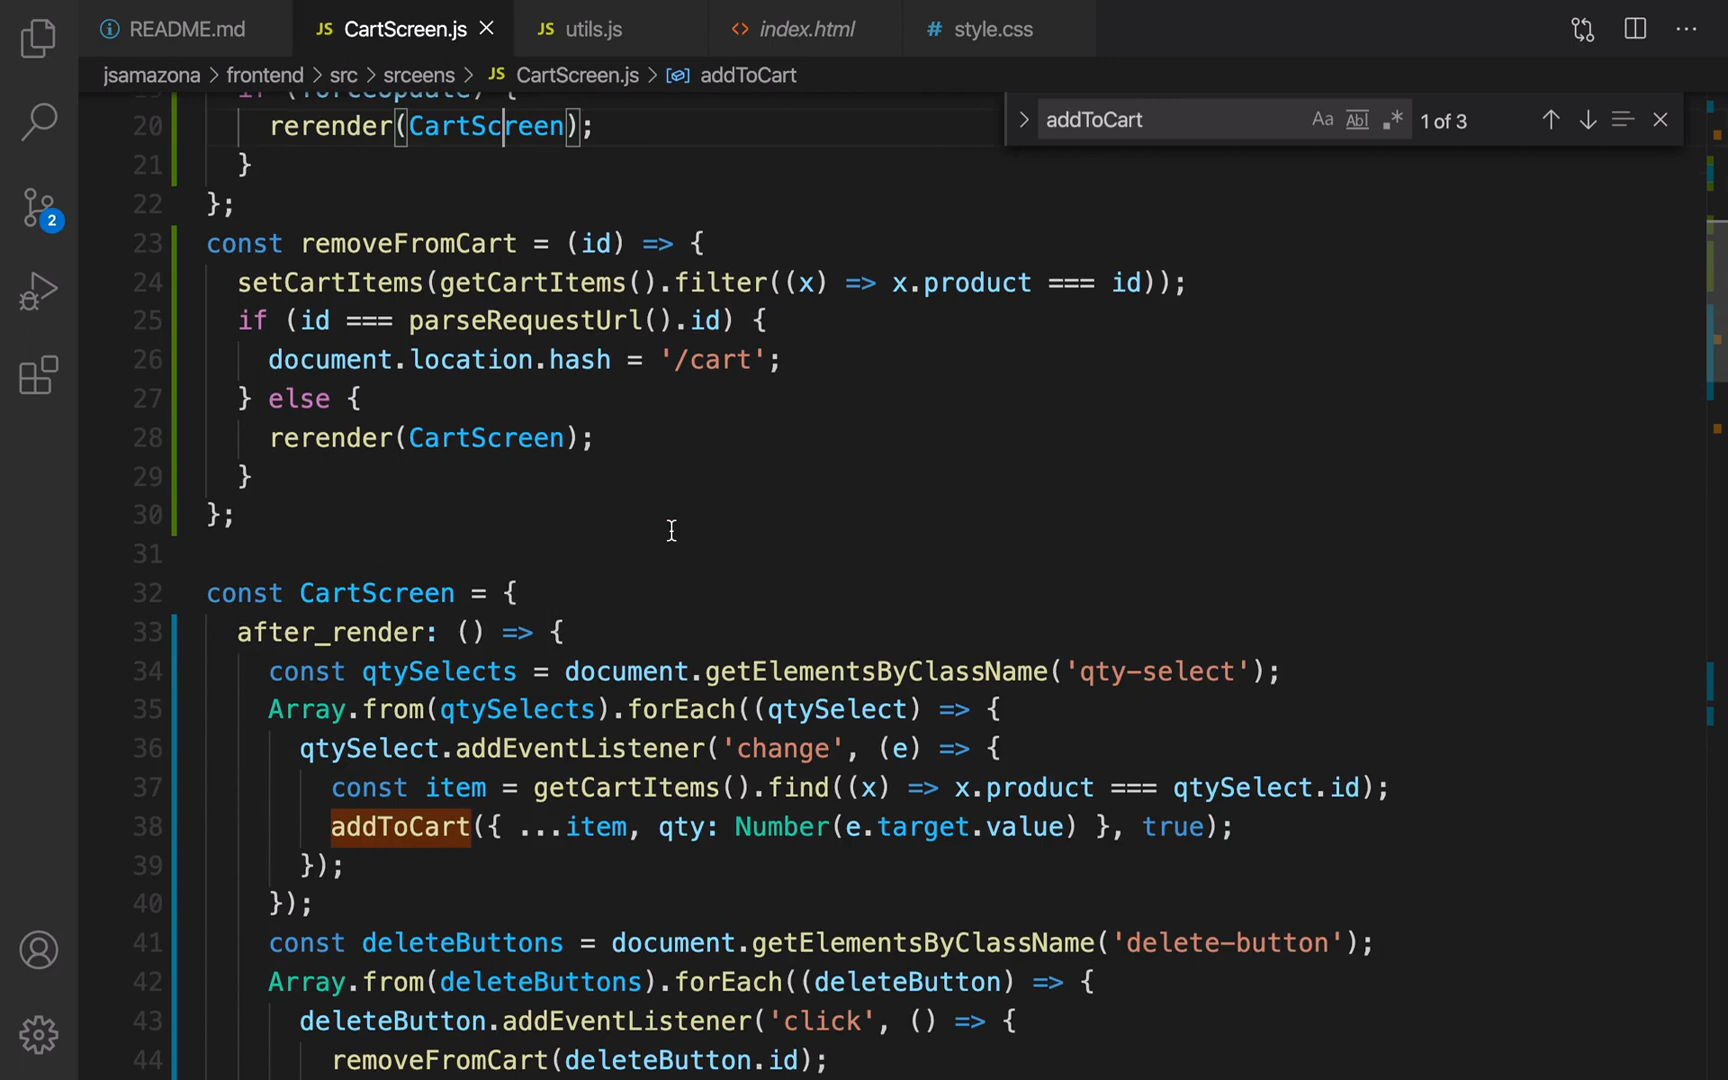 README.md
JS CartScreen.js
JS utils.js
<> index.html
# style.css
jsamazona > frontend > src > srceens > JS CartScreen.js > addToCart
if (forceUpdate) {
addToCart
Aa Abl .* 1 of 3
20 rerender(CartScreen);
21 }
22 };
23 const removeFromCart = (id) => {
24 setCartItems(getCartItems().filter((x) => x.product === id));
25 if (id === parseRequestUrl().id) {
26 document.location.hash = '/cart';
27 } else {
28 rerender(CartScreen);
29 }
30 };
31
32 const CartScreen = {
33 after_render: () => {
34 const qtySelects = document.getElementsByClassName('qty-select');
35 Array.from(qtySelects).forEach((qtySelect) => {
36 qtySelect.addEventListener('change', (e) => {
37 const item = getCartItems().find((x) => x.product === qtySelect.id);
38 addToCart({ ...item, qty: Number(e.target.value) }, true);
39 });
40 });
41 const deleteButtons = document.getElementsByClassName('delete-button');
42 Array.from(deleteButtons).forEach((deleteButton) => {
43 deleteButton.addEventListener('click', () => {
44 removeFromCart(deleteButton.id);
2